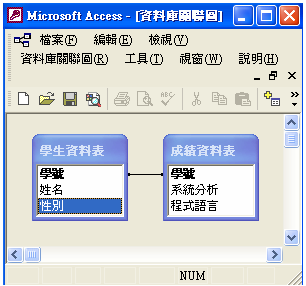 Microsoft Access - [資料庫關聯圖]
檔案(F) 編輯(E) 檢視(V)
資料庫關聯圖(R) 工具(T) 視窗(W) 說明(H)
學生資料表
學號
姓名
性別
成績資料表
學號
系統分析
程式語言
NUM